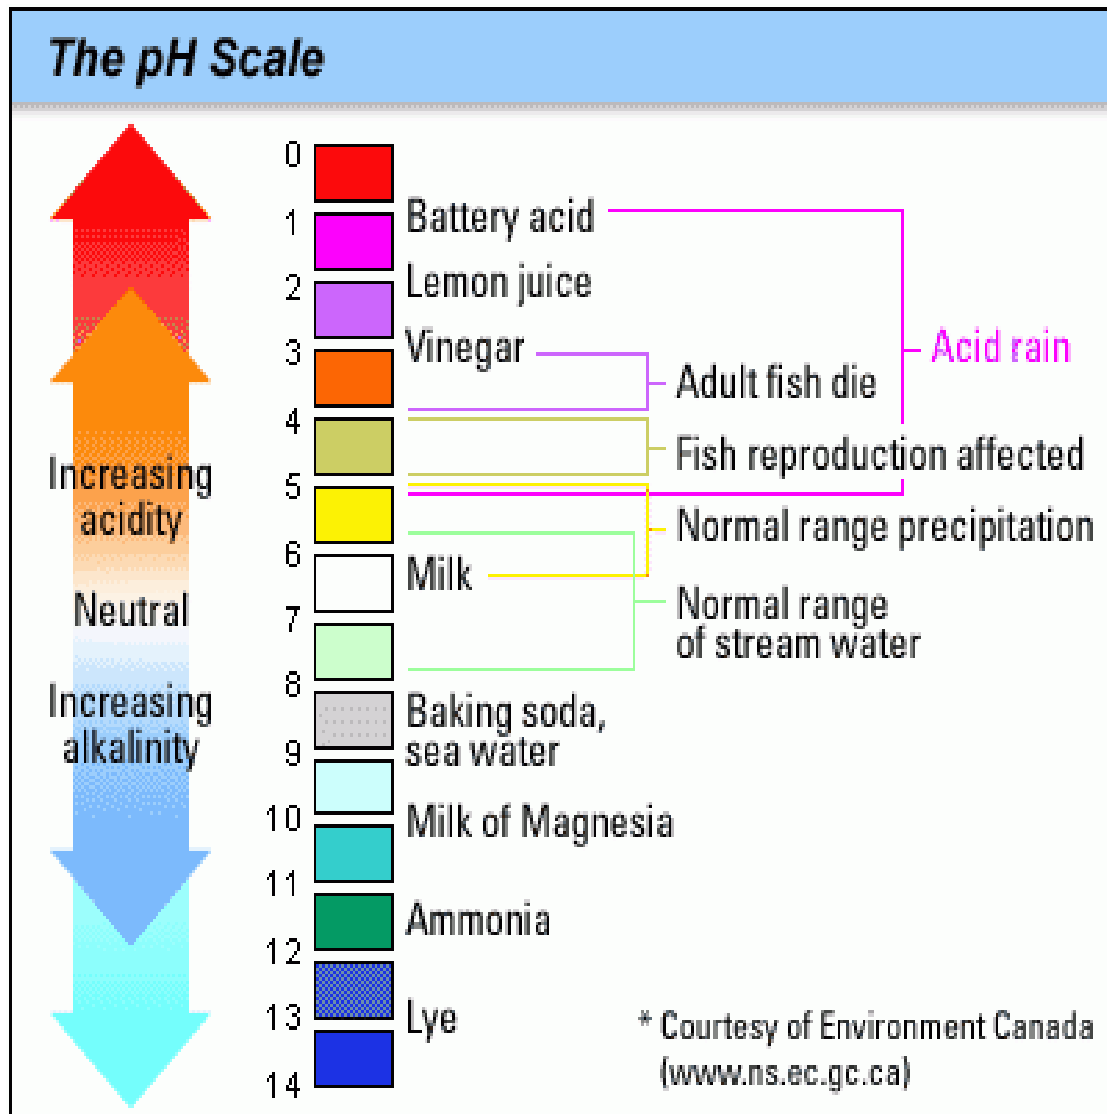 The pH Scale
0
1
2
3
4
5
6
7
8
9
10
11
12
13
14
Increasing
acidity
Neutral
Increasing
alkalinity
Battery acid
Lemon juice
Vinegar
Milk
Baking soda,
sea water
Milk of Magnesia
Ammonia
Lye
Acid rain
Adult fish die
Fish reproduction affected
Normal range precipitation
Normal range
of stream water
* Courtesy of Environment Canada
(www.ns.ec.gc.ca)